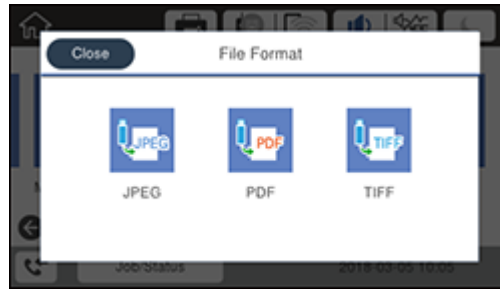 Close
File Format
JPEG PDF TIFF
JPEG PDF TIFF
Job/Status 2018-03-05 10:05